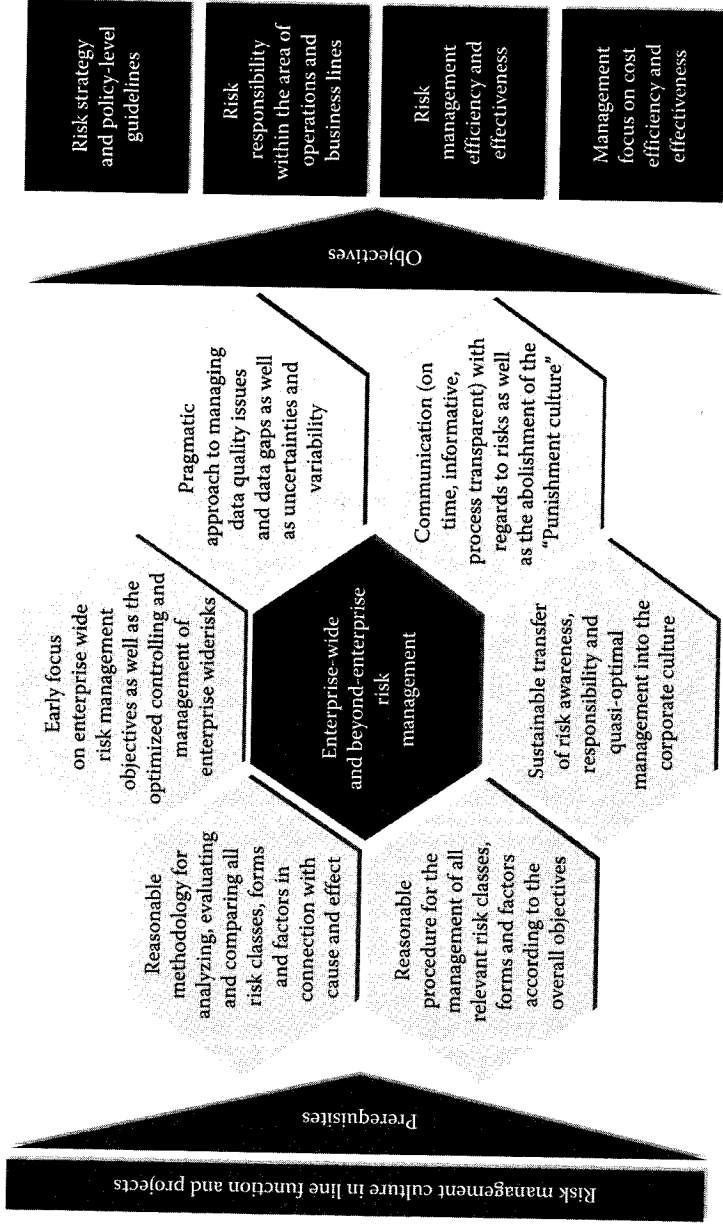 Risk management culture in line function and projects
Prerequisites
Early focus
on enterprise wide
risk management
objectives as well as the
optimized controlling and
management of
enterprise widerisks
Reasonable
methodology for
analyzing, evaluating
and comparing all
risk classes, forms
and factors in
connection with
cause and effect
Pragmatic
approach to managing
data quality issues
and data gaps as well
as uncertainties and
variability
Enterprise-wide
and beyond-enterprise
risk
management
Reasonable
procedure for the
management of all
relevant risk classes,
forms and factors
according to the
overall objectives
Communication (on
time, informative,
process transparent) with
regards to risks as well
as the abolishment of the
"Punishment culture"
Sustainable transfer
of risk awareness,
responsibility and
quasi-optimal
management into the
corporate culture
Objectives
Risk strategy
and policy-level
guidelines
Risk
responsibility
within the area of
operations and
business lines
Risk
management
efficiency and
effectiveness
Management
focus on cost
efficiency and
effectiveness